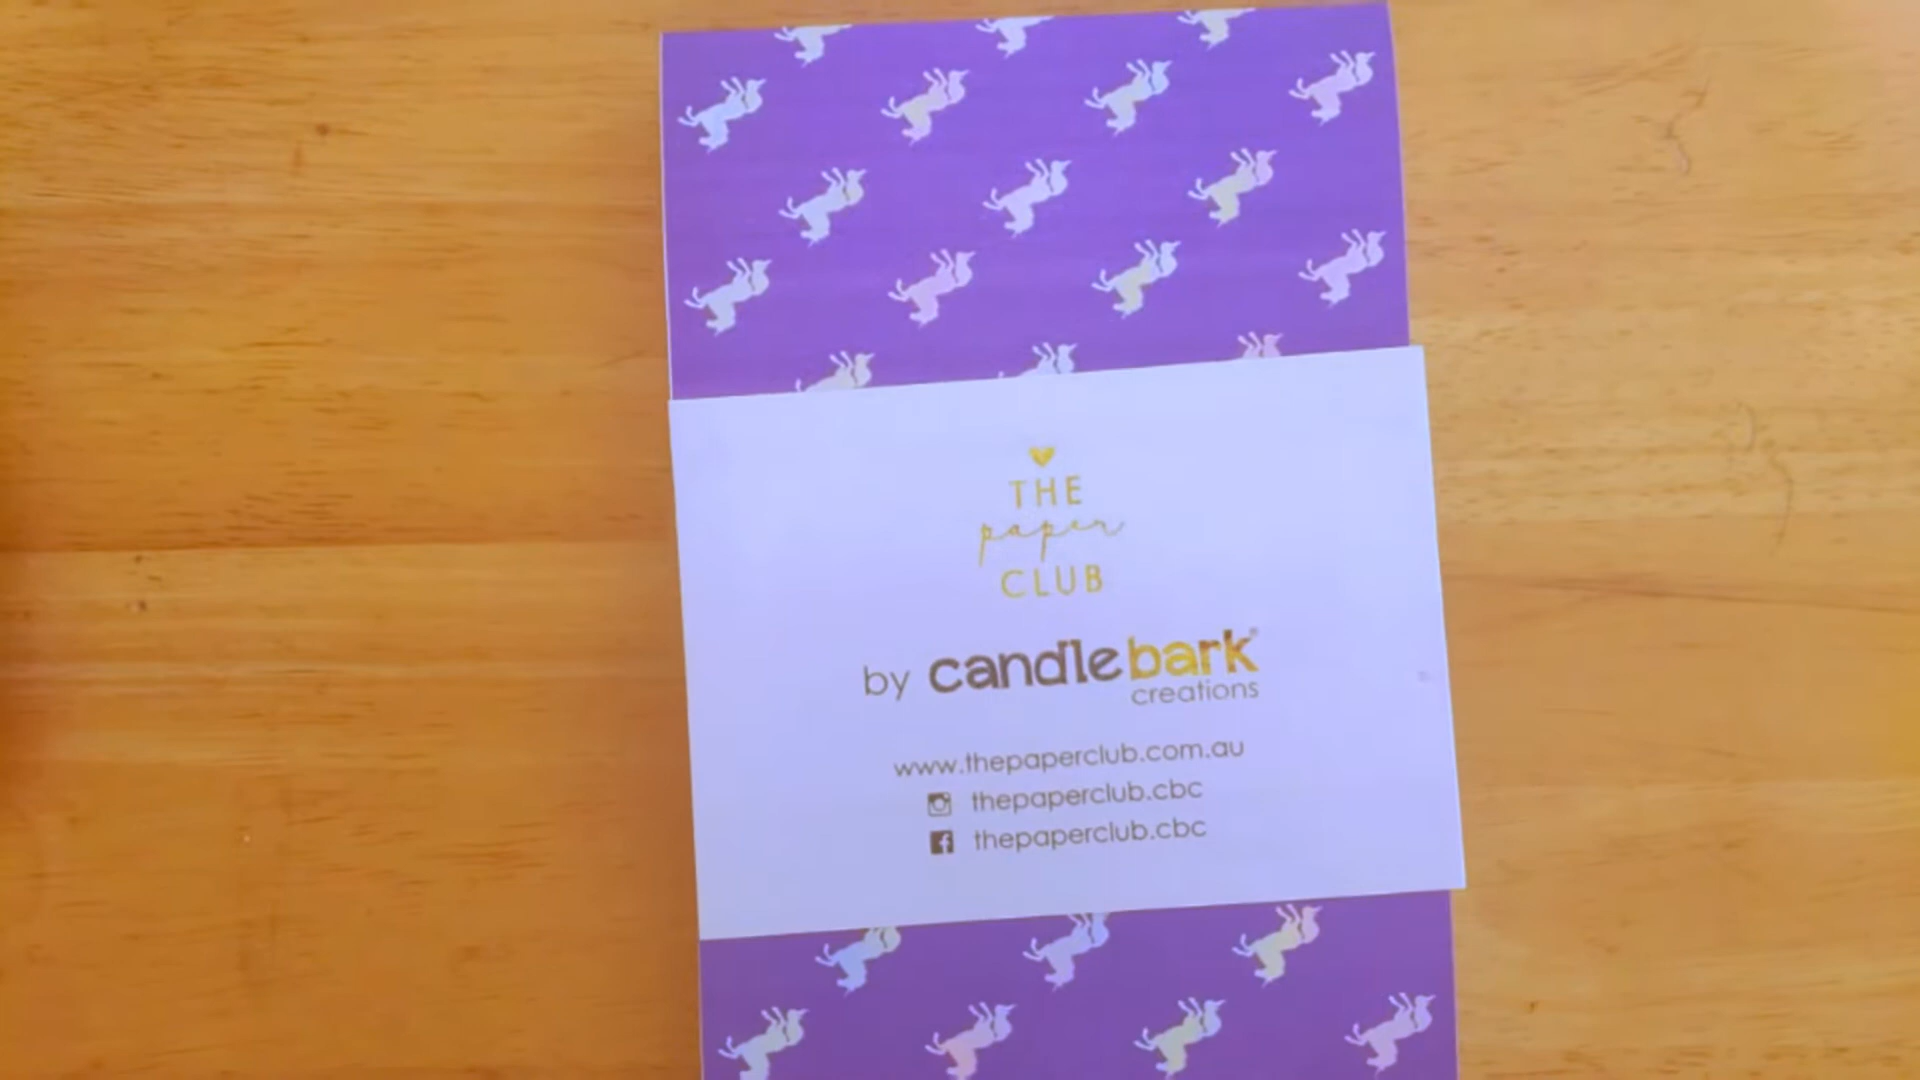 THE
paper
CLUB
by candlebark®
creations
www.thepaperclub.com.au
thepaperclub.cbc
thepaperclub.cbc